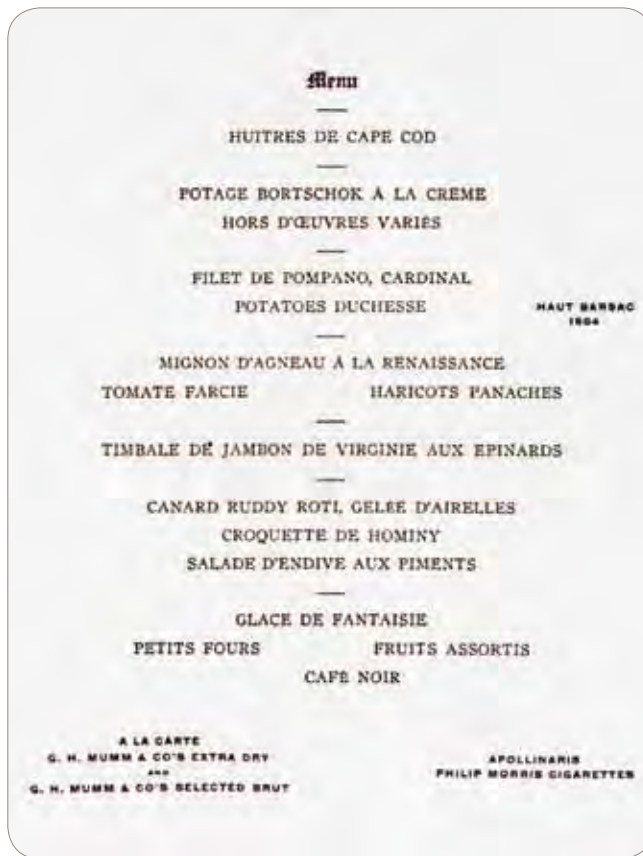 Menu
HUITRES DE CAPE COD
POTAGE BORTSCHOK A LA CREME
HORS D'ŒUVRES VARIÉS
FILET DE POMPANO, CARDINAL
POTATOES DUCHESSE
HAUT BARSAC
1904
MIGNON D'AGNEAU À LA RENAISSANCE
TOMATE FARCIE HARICOTS PANACHES
TIMBALE DE JAMBON DE VIRGINIE AUX EPINARDS
CANARD RUDDY ROTI, GELÉE D'AIRELLES
CROQUETTE DE HOMINY
SALADE D'ENDIVE AUX PIMENTS
GLACE DE FANTAISIE
PETITS FOURS FRUITS ASSORTIS
CAFÉ NOIR
A LA CARTE
G. H. MUMM & CO'S EXTRA DRY
AND
G. H. MUMM & CO'S SELECTED BRUT
APOLLINARIS
PHILIP MORRIS CIGARETTES